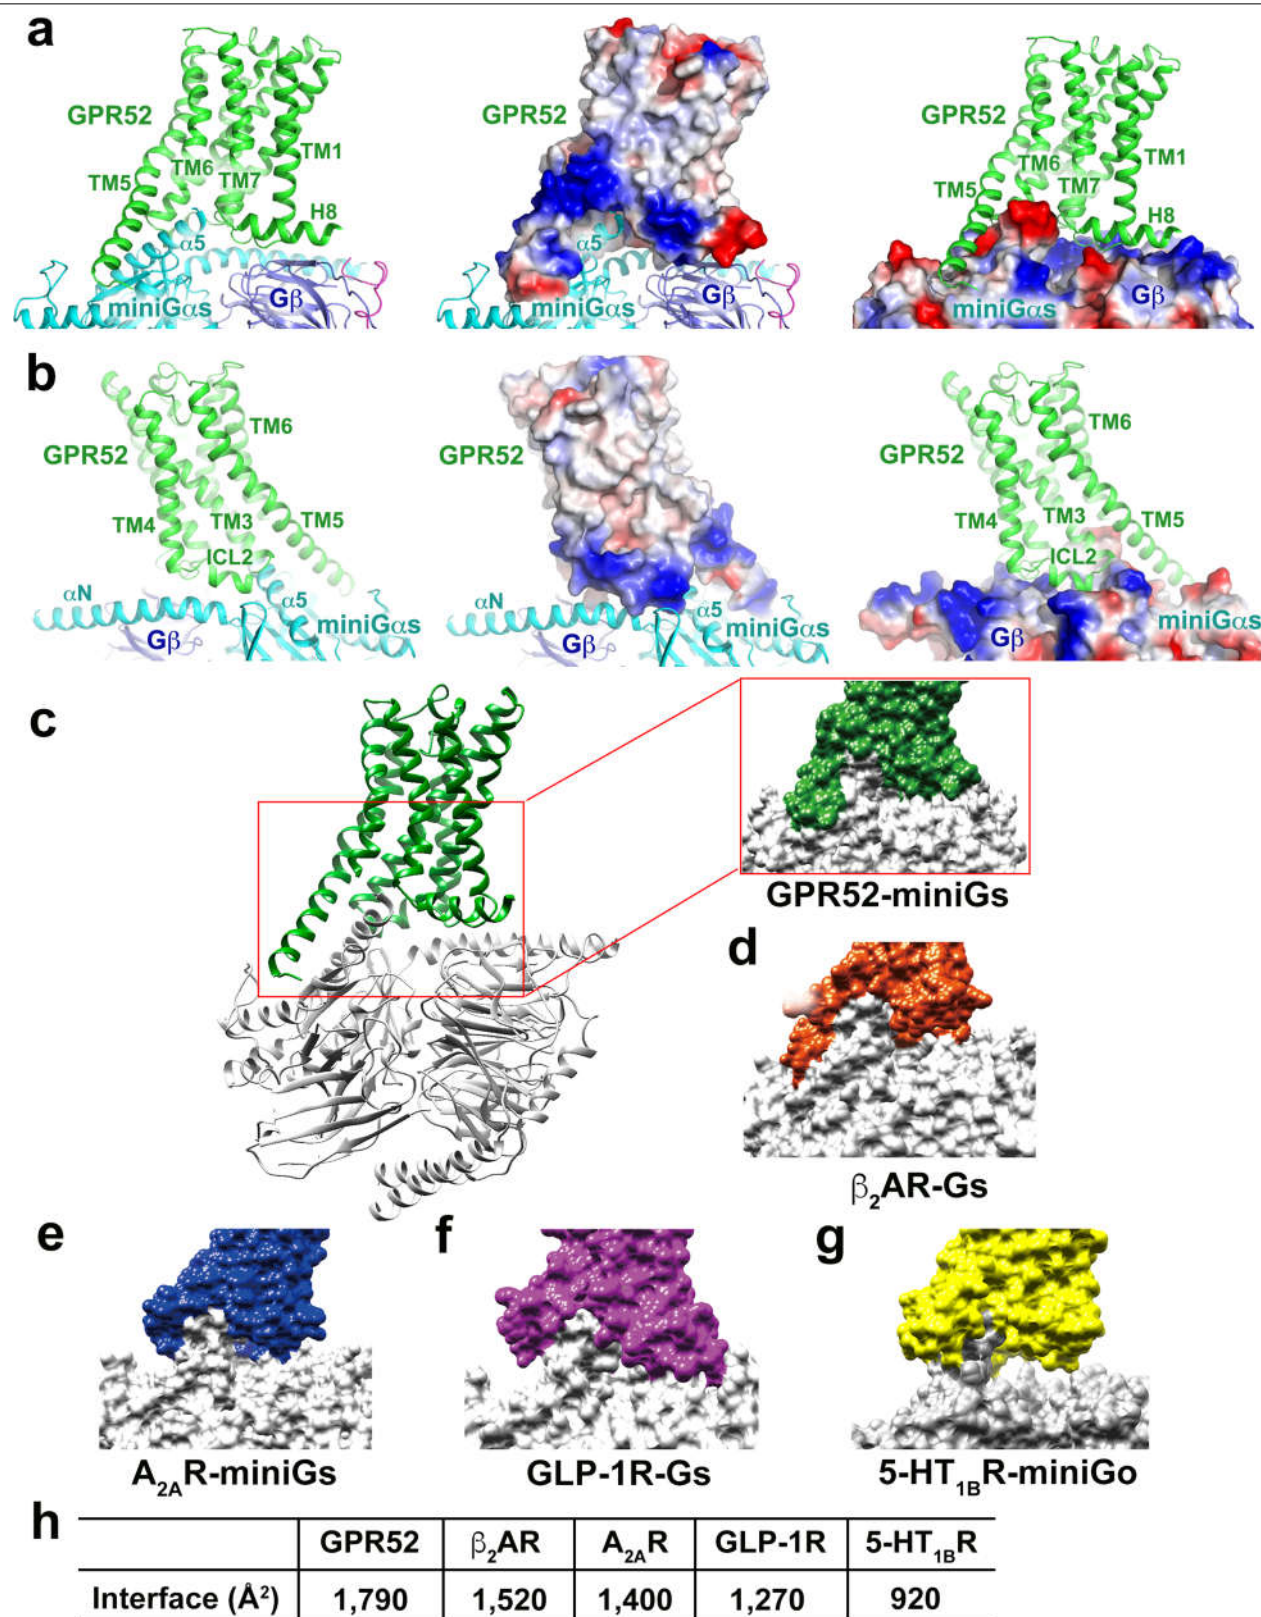 a
GPR52
TM6
TM1
TM7
TM5
H8
α5
miniGαs
Gβ
GPR52
α5
miniGαs
Gβ
GPR52
TM6
TM1
TM7
TM5
H8
miniGαs
Gβ
b
TM6
GPR52
TM4
TM3
TM5
ICL2
αN
α5
miniGαs
Gβ
GPR52
αN
α5
miniGαs
Gβ
TM6
GPR52
TM4
TM3
TM5
ICL2
miniGαs
Gβ
c
GPR52-miniGs
d
β₂AR-Gs
e
A₂ₐR-miniGs
f
GLP-1R-Gs
g
5-HT₁ʙR-miniGo
h
GPR52 β₂AR A₂ₐR GLP-1R 5-HT₁ʙR
Interface (Å²) 1,790 1,520 1,400 1,270 920